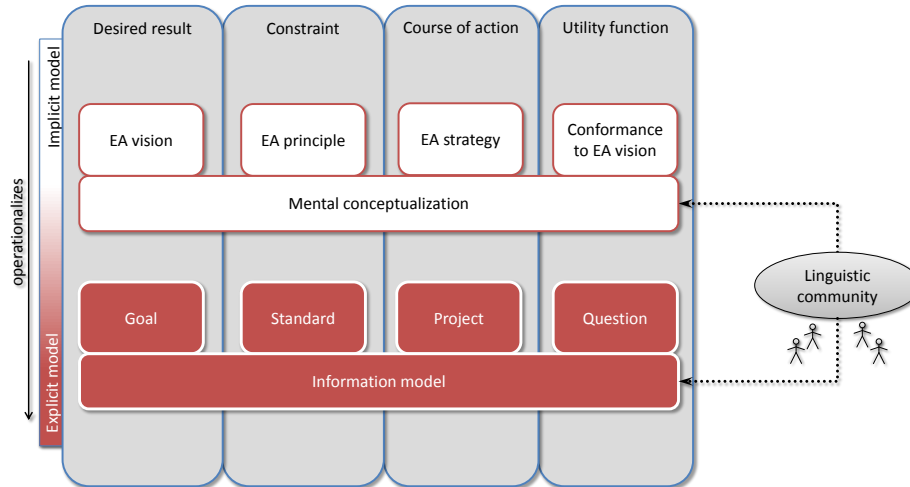 Desired result
Constraint
Course of action
Utility function
operationalizes
Implicit model
Explicit model
EA vision
EA principle
EA strategy
Conformance
to EA vision
Mental conceptualization
Linguistic
community
Goal
Standard
Project
Question
Information model